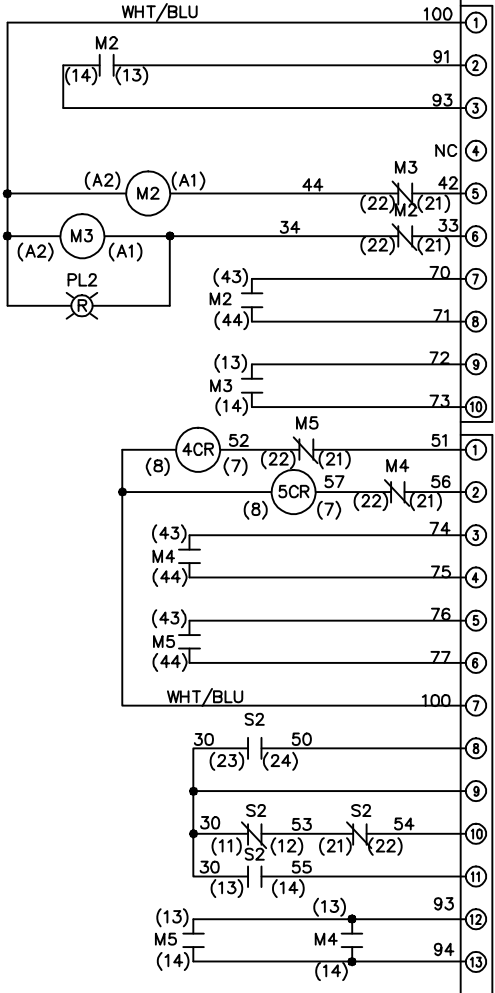 WHT/BLU 100 1
M2 91 2
(14) (13)
93 3
NC 4
M3
(A2) M2 (A1) 44 42 5
(22) (21)
M2
M3 34 33 6
(A2) (A1) (22) (21)
PL2
R
(43) 70 7
M2
(44) 71 8
(13) 72 9
M3
(14) 73 10
M5
4CR 52 51 1
(8) (7) (22) (21)
M4
5CR 57 56 2
(8) (7) (22) (21)
(43) 74 3
M4
(44) 75 4
(43) 76 5
M5
(44) 77 6
WHT/BLU 100 7
S2
30 50 8
(23) (24)
9
S2 S2
30 53 54 10
(11) (12) (21) (22)
S2
30 55 11
(13) (14)
(13) (13) 93 12
M5 M4
(14) (14) 94 13